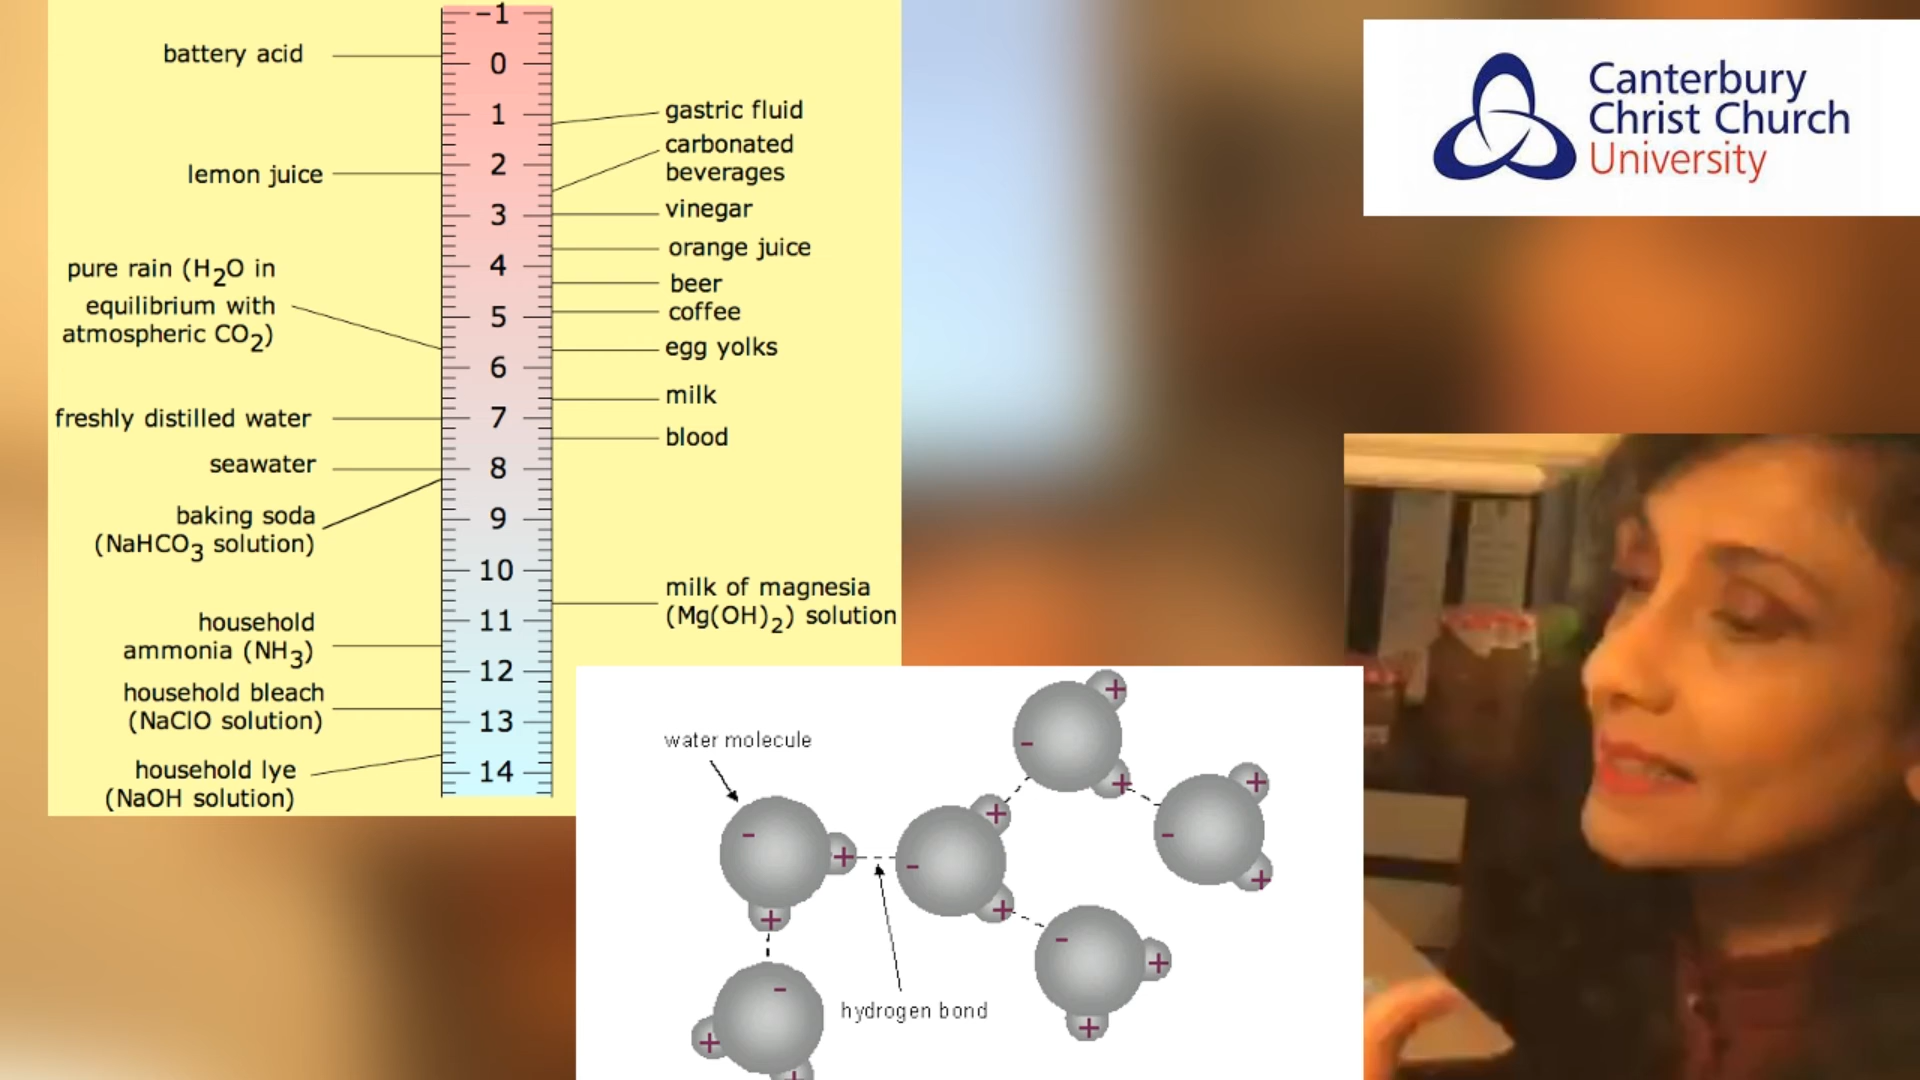 battery acid
lemon juice
pure rain (H₂O in
equilibrium with
atmospheric CO₂)
freshly distilled water
seawater
baking soda
(NaHCO₃ solution)
household
ammonia (NH₃)
household bleach
(NaClO solution)
household lye
(NaOH solution)
−1
0
1
2
3
4
5
6
7
8
9
10
11
12
13
14
gastric fluid
carbonated
beverages
vinegar
orange juice
beer
coffee
egg yolks
milk
blood
milk of magnesia
(Mg(OH)₂) solution
Canterbury
Christ Church
University
water molecule
hydrogen bond
- + +
- + +
- + +
- + +
- + +
- + +